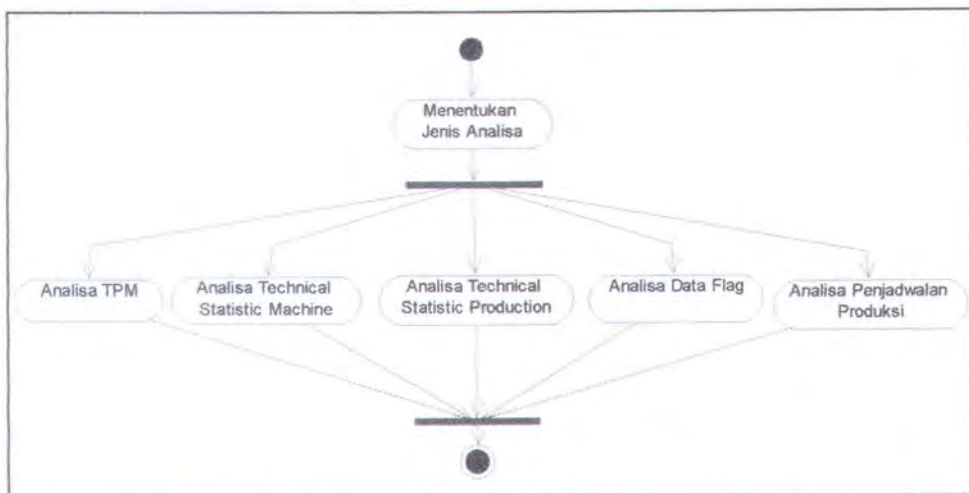 Menentukan
Jenis Analisa
Analisa TPM
Analisa Technical
Statistic Machine
Analisa Technical
Statistic Production
Analisa Data Flag
Analisa Penjadwalan
Produksi